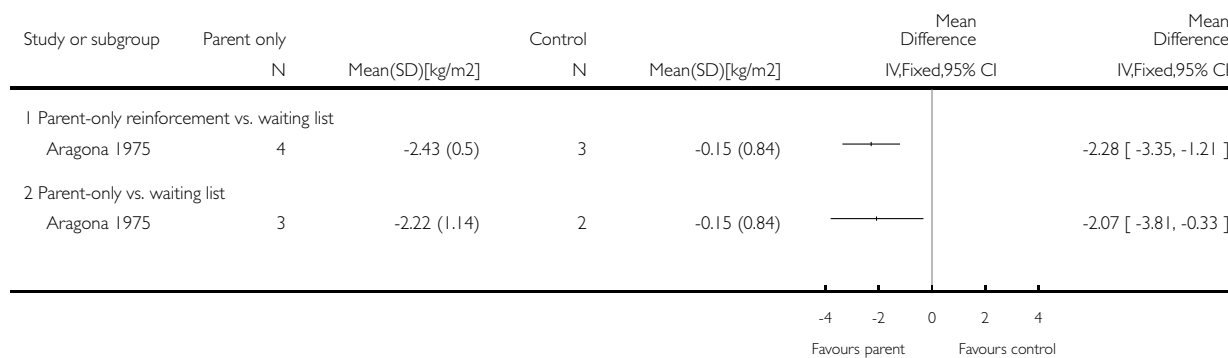 Mean Mean
Study or subgroup Parent only Control Difference Difference
N Mean(SD)[kg/m2] N Mean(SD)[kg/m2] IV,Fixed,95% CI IV,Fixed,95% CI
1 Parent-only reinforcement vs. waiting list
Aragona 1975 4 -2.43 (0.5) 3 -0.15 (0.84) -2.28 [ -3.35, -1.21 ]
2 Parent-only vs. waiting list
Aragona 1975 3 -2.22 (1.14) 2 -0.15 (0.84) -2.07 [ -3.81, -0.33 ]
-4 -2 0 2 4
Favours parent Favours control